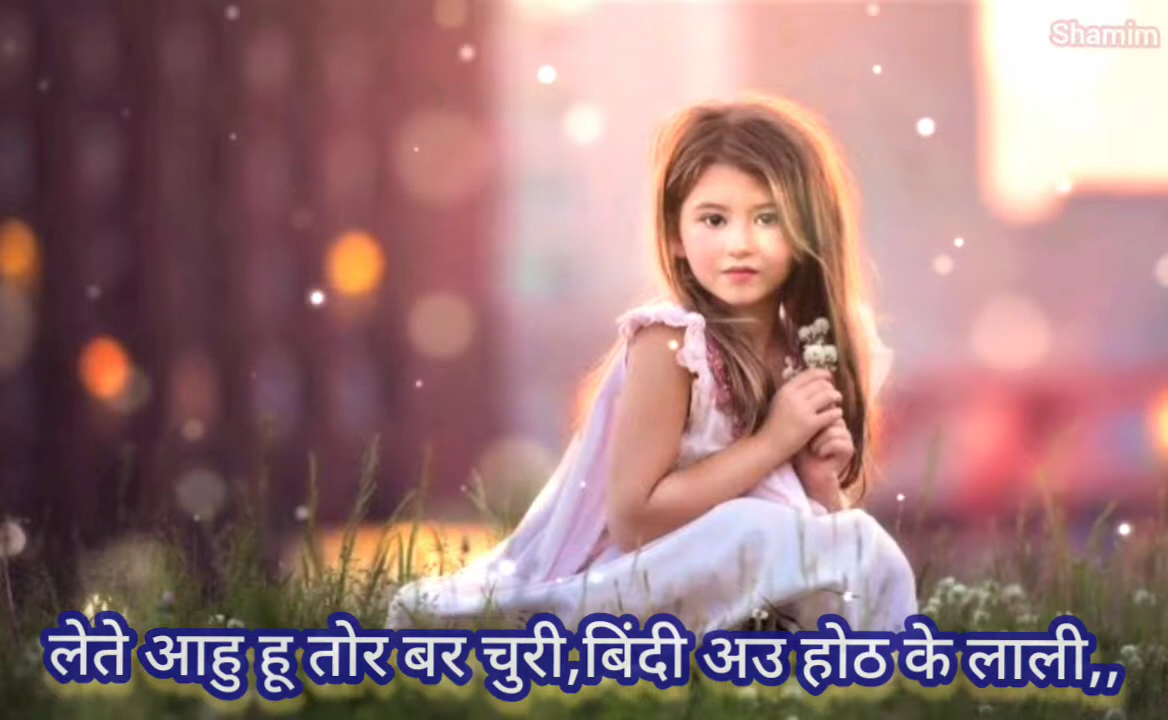 Shamim
लेते आहु हू तोर बर चुरी,बिंदी अउ होठ के लाली,,